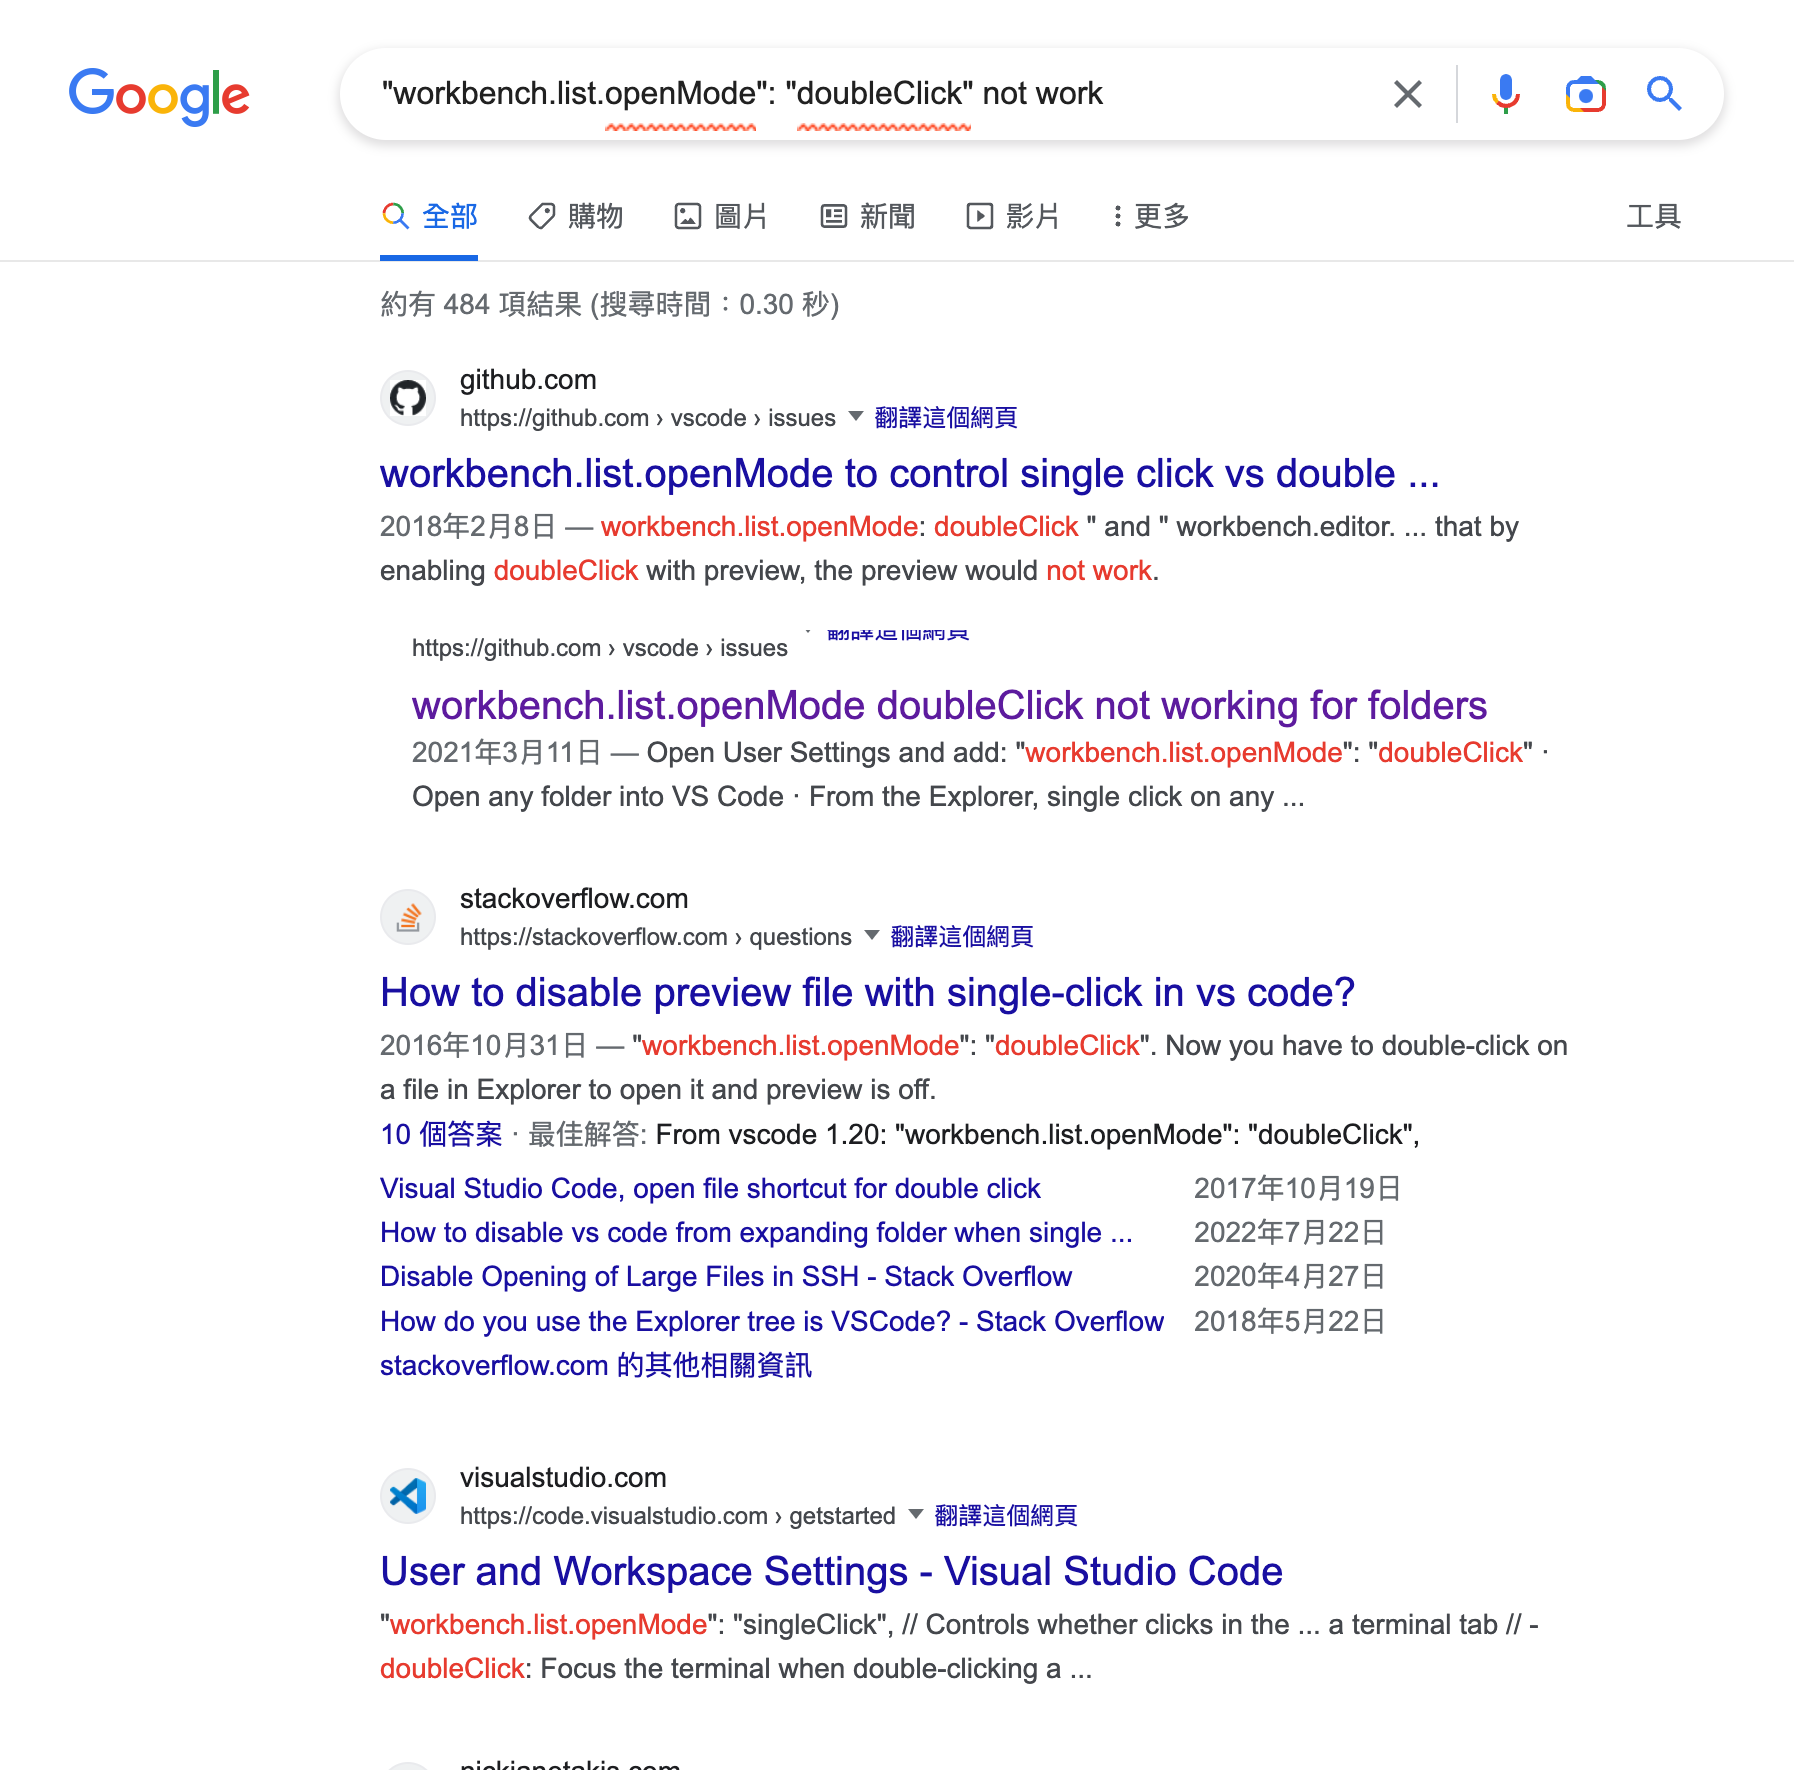 Google
"workbench.list.openMode": "doubleClick" not work
全部 購物 圖片 新聞 影片 更多 工具
約有 484 項結果 (搜尋時間：0.30 秒)
github.com
https://github.com › vscode › issues 翻譯這個網頁
workbench.list.openMode to control single click vs double ...
2018年2月8日 — workbench.list.openMode: doubleClick " and " workbench.editor. ... that by
enabling doubleClick with preview, the preview would not work.
https://github.com › vscode › issues 翻譯這個網頁
workbench.list.openMode doubleClick not working for folders
2021年3月11日 — Open User Settings and add: "workbench.list.openMode": "doubleClick" ·
Open any folder into VS Code · From the Explorer, single click on any ...
stackoverflow.com
https://stackoverflow.com › questions 翻譯這個網頁
How to disable preview file with single-click in vs code?
2016年10月31日 — "workbench.list.openMode": "doubleClick". Now you have to double-click on
a file in Explorer to open it and preview is off.
10 個答案 · 最佳解答: From vscode 1.20: "workbench.list.openMode": "doubleClick",
Visual Studio Code, open file shortcut for double click 2017年10月19日
How to disable vs code from expanding folder when single ... 2022年7月22日
Disable Opening of Large Files in SSH - Stack Overflow 2020年4月27日
How do you use the Explorer tree is VSCode? - Stack Overflow 2018年5月22日
stackoverflow.com 的其他相關資訊
visualstudio.com
https://code.visualstudio.com › getstarted 翻譯這個網頁
User and Workspace Settings - Visual Studio Code
"workbench.list.openMode": "singleClick", // Controls whether clicks in the ... a terminal tab // -
doubleClick: Focus the terminal when double-clicking a ...